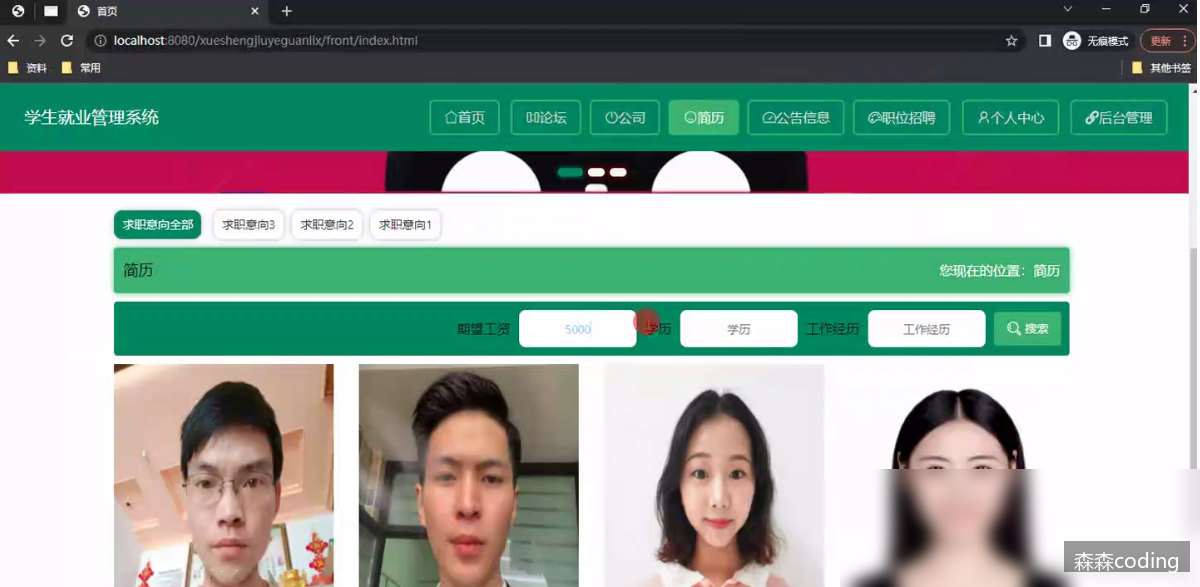 首页
localhost:8080/xueshengjiuyeguanlix/front/index.html
无痕模式
更新
资料
常用
其他书签
学生就业管理系统
首页
论坛
公司
简历
公告信息
职位招聘
个人中心
后台管理
求职意向全部
求职意向3
求职意向2
求职意向1
简历
您现在的位置：简历
期望工资
5000
学历
学历
工作经历
工作经历
搜索
森森coding